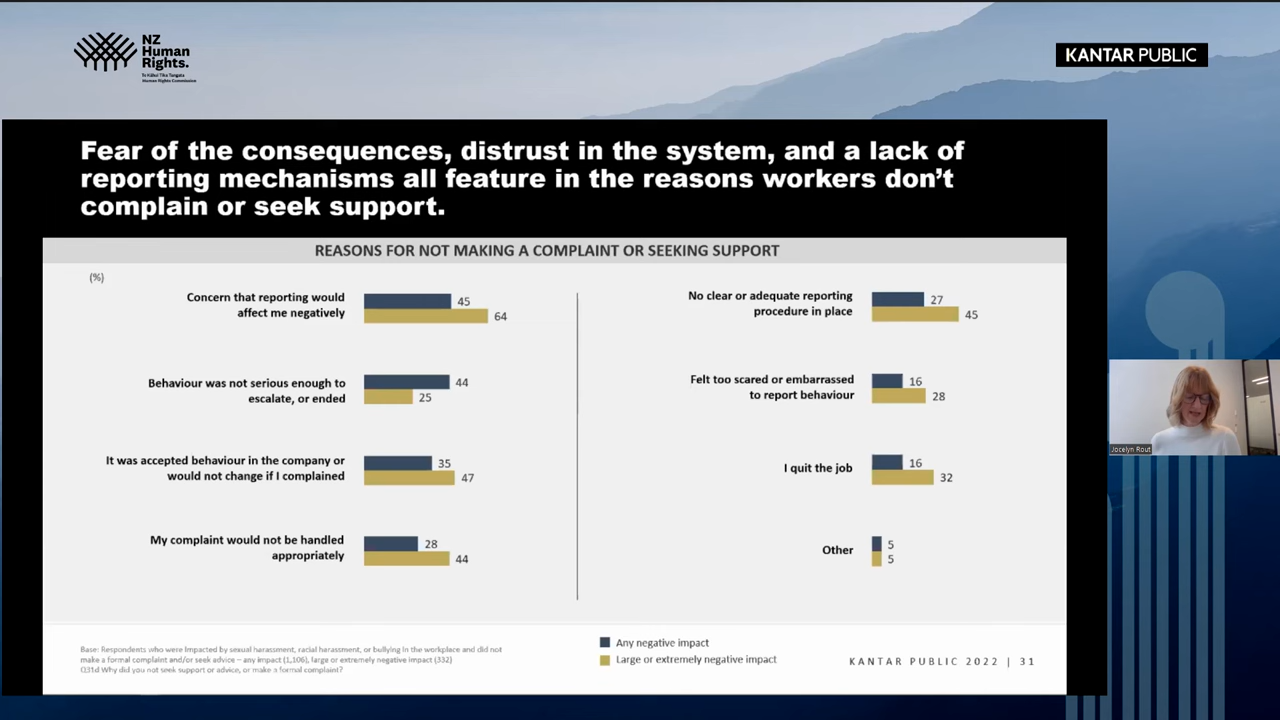 NZ
Human
Rights.
Te Kāhui Tika Tangata
Human Rights Commission
KANTAR PUBLIC
Fear of the consequences, distrust in the system, and a lack of
reporting mechanisms all feature in the reasons workers don’t
complain or seek support.
REASONS FOR NOT MAKING A COMPLAINT OR SEEKING SUPPORT
(%)
Concern that reporting would
affect me negatively
45
64
Behaviour was not serious enough to
escalate, or ended
44
25
It was accepted behaviour in the company or
would not change if I complained
35
47
My complaint would not be handled
appropriately
28
44
No clear or adequate reporting
procedure in place
27
45
Felt too scared or embarrassed
to report behaviour
16
28
I quit the job
16
32
Other
5
5
Jocelyn Rout
Base: Respondents who were impacted by sexual harassment, racial harassment, or bullying in the workplace and did not
make a formal complaint and/or seek advice – any impact (1,106), large or extremely negative impact (332)
Q31d Why did you not seek support or advice, or make a formal complaint?
Any negative impact
Large or extremely negative impact
KANTAR PUBLIC 2022 | 31